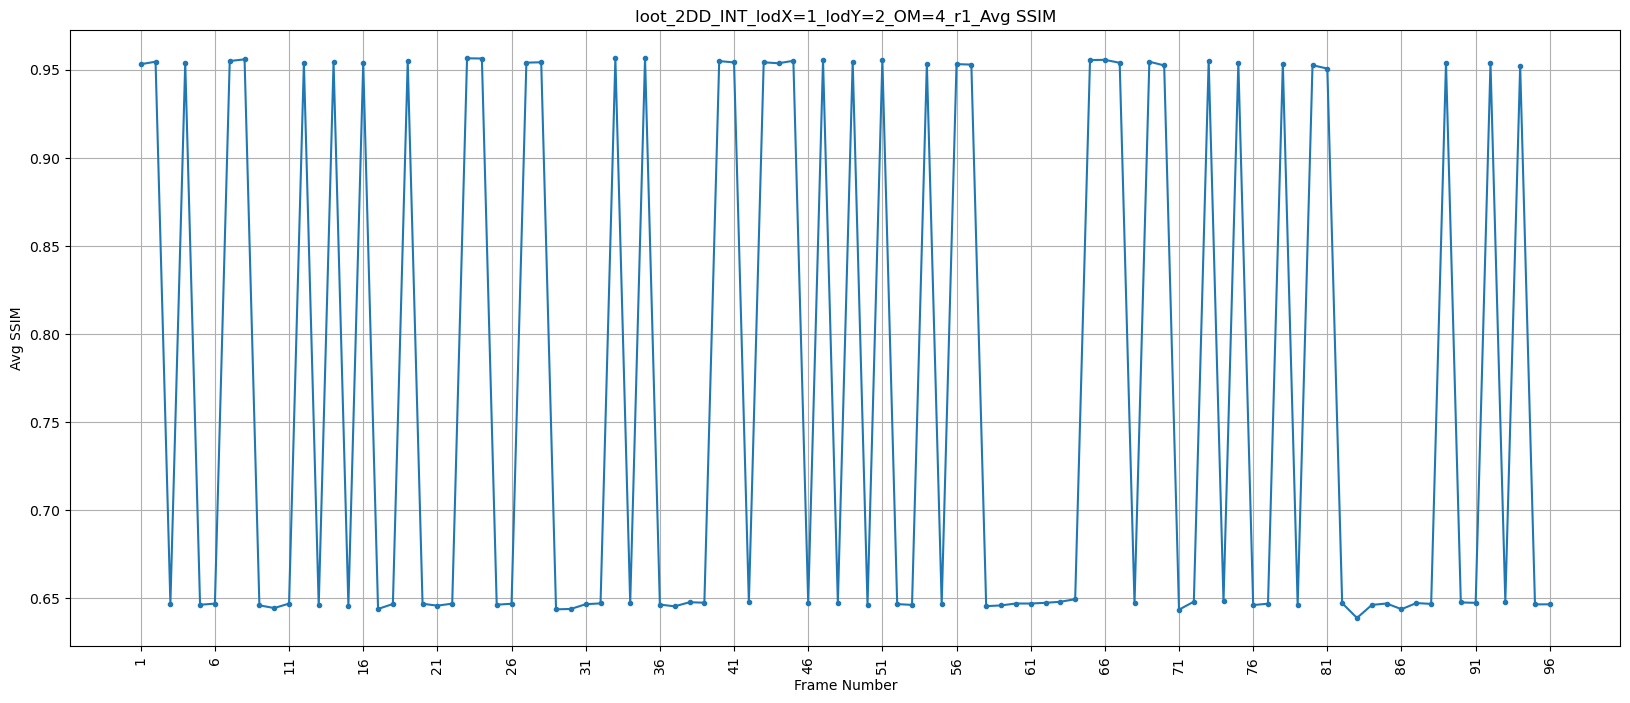 loot_2DD_INT_lodX=1_lodY=2_OM=4_r1_Avg SSIM
Avg SSIM
0.95
0.90
0.85
0.80
0.75
0.70
0.65
1 6 11 16 21 26 31 36 41 46 51 56 61 66 71 76 81 86 91 96
Frame Number